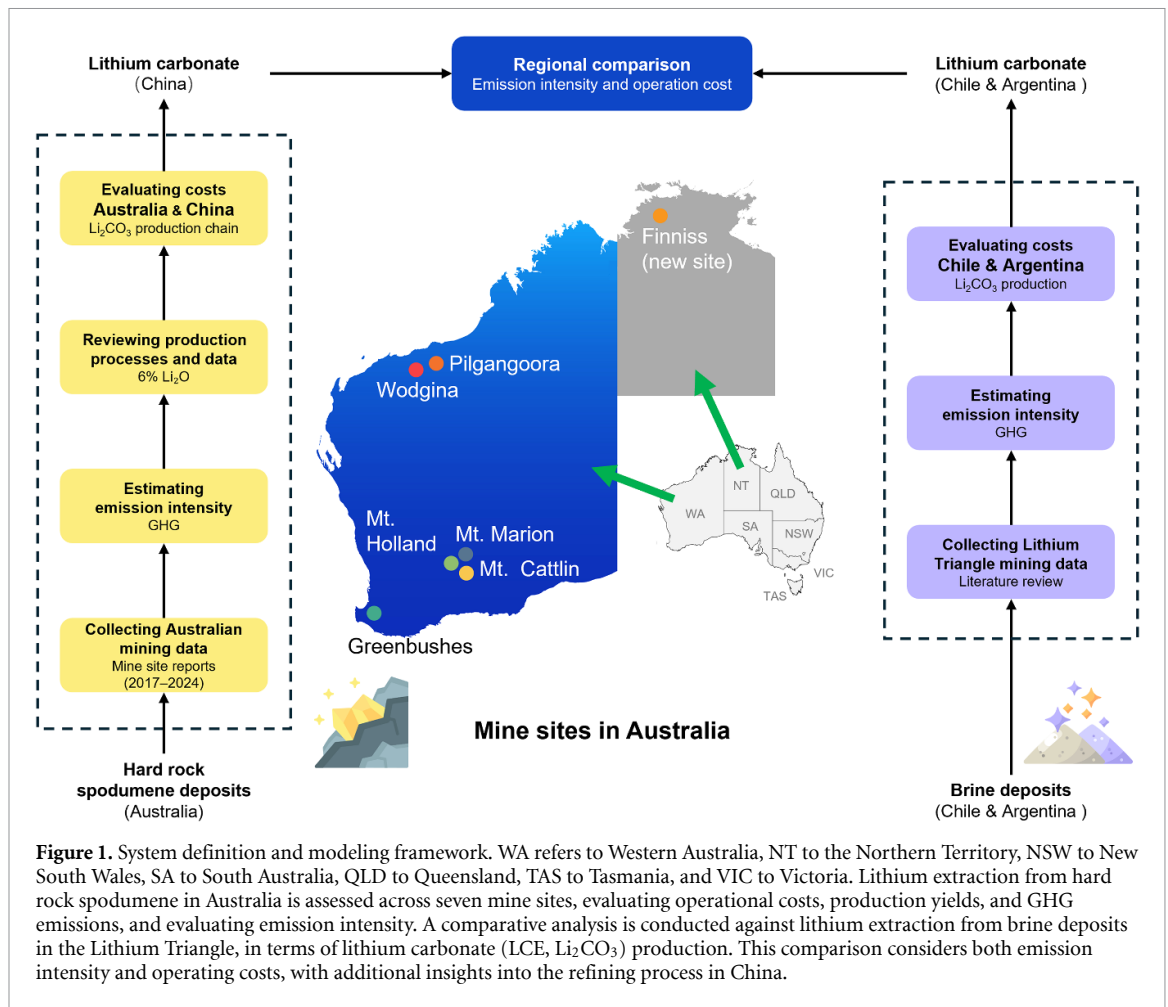 Lithium carbonate
(China)
Regional comparison
Emission intensity and operation cost
Lithium carbonate
(Chile & Argentina )
Evaluating costs
Australia & China
Li₂CO₃ production chain
Reviewing production
processes and data
6% Li₂O
Estimating
emission intensity
GHG
Collecting Australian
mining data
Mine site reports
(2017–2024)
Hard rock
spodumene deposits
(Australia)
Finniss
(new site)
Pilgangoora
Wodgina
Mt.
Holland
Mt. Marion
Mt. Cattlin
Greenbushes
WA
NT
QLD
SA
NSW
VIC
TAS
Mine sites in Australia
Evaluating costs
Chile & Argentina
Li₂CO₃ production
Estimating
emission intensity
GHG
Collecting Lithium
Triangle mining data
Literature review
Brine deposits
(Chile & Argentina )
Figure 1. System definition and modeling framework. WA refers to Western Australia, NT to the Northern Territory, NSW to New
South Wales, SA to South Australia, QLD to Queensland, TAS to Tasmania, and VIC to Victoria. Lithium extraction from hard
rock spodumene in Australia is assessed across seven mine sites, evaluating operational costs, production yields, and GHG
emissions, and evaluating emission intensity. A comparative analysis is conducted against lithium extraction from brine deposits
in the Lithium Triangle, in terms of lithium carbonate (LCE, Li₂CO₃) production. This comparison considers both emission
intensity and operating costs, with additional insights into the refining process in China.